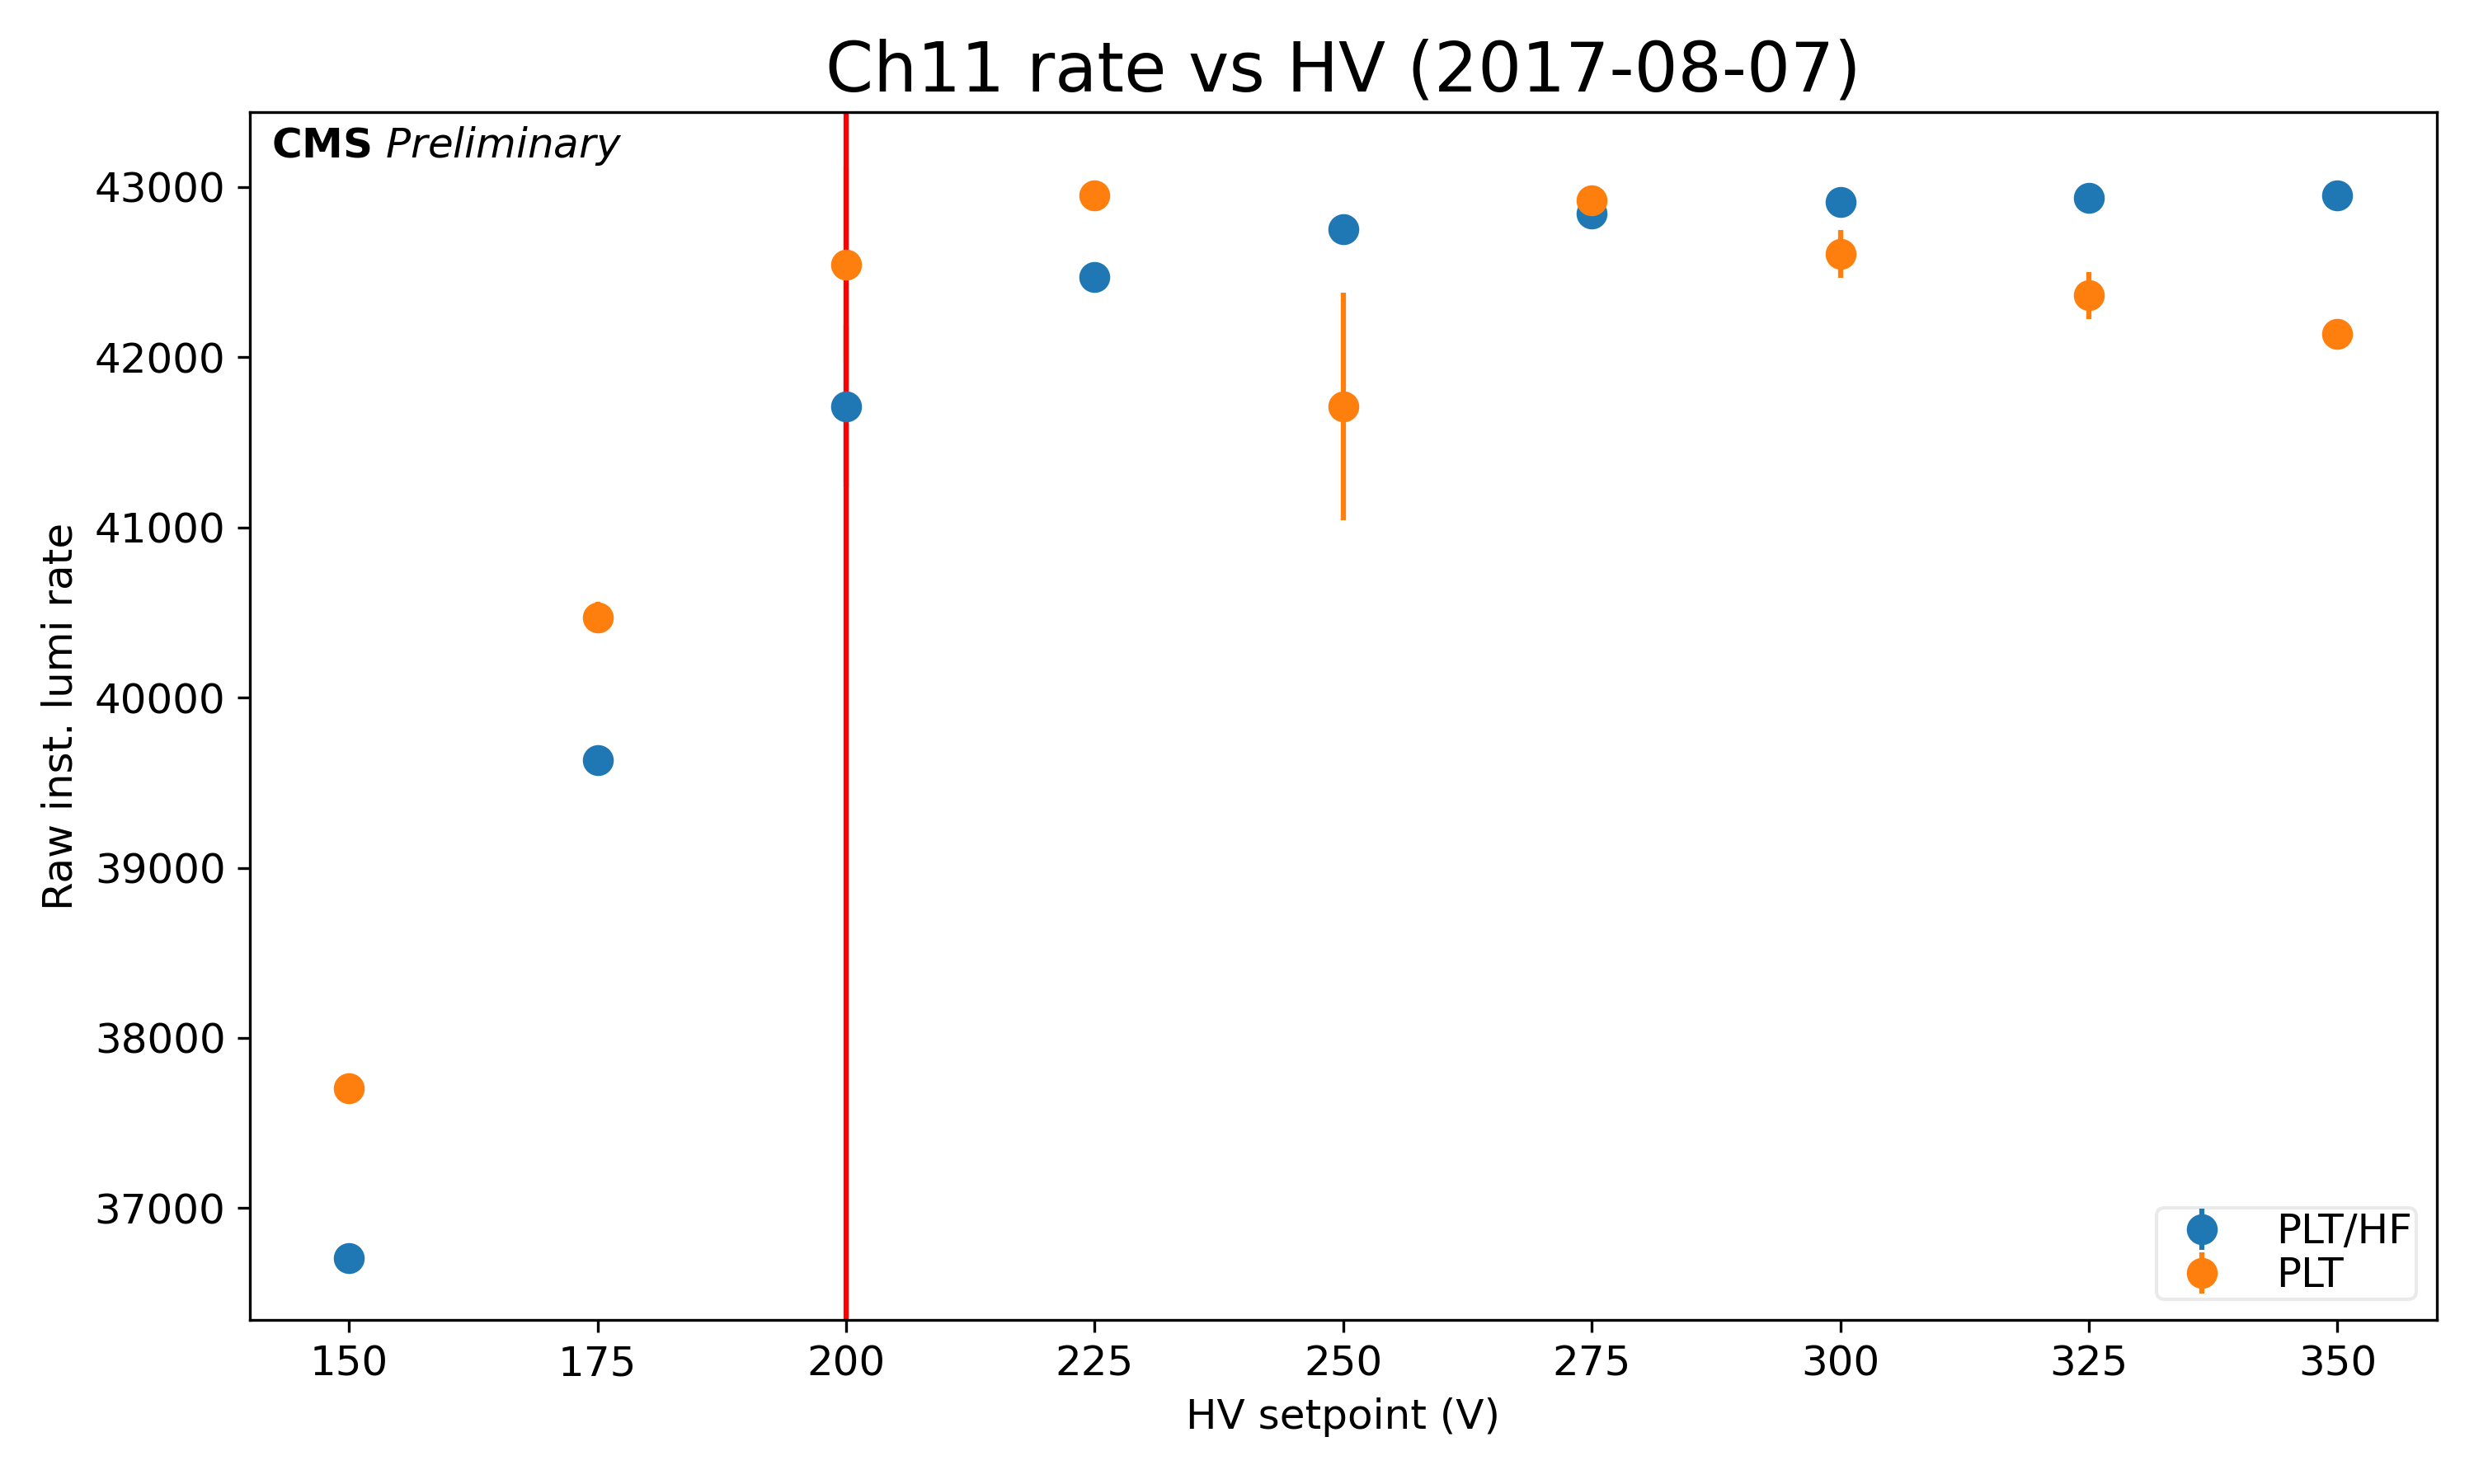 Ch11 rate vs HV (2017-08-07)
CMS Preliminary
43000
42000
41000
40000
39000
38000
37000
Raw inst. lumi rate
PLT/HF
PLT
150 175 200 225 250 275 300 325 350
HV setpoint (V)